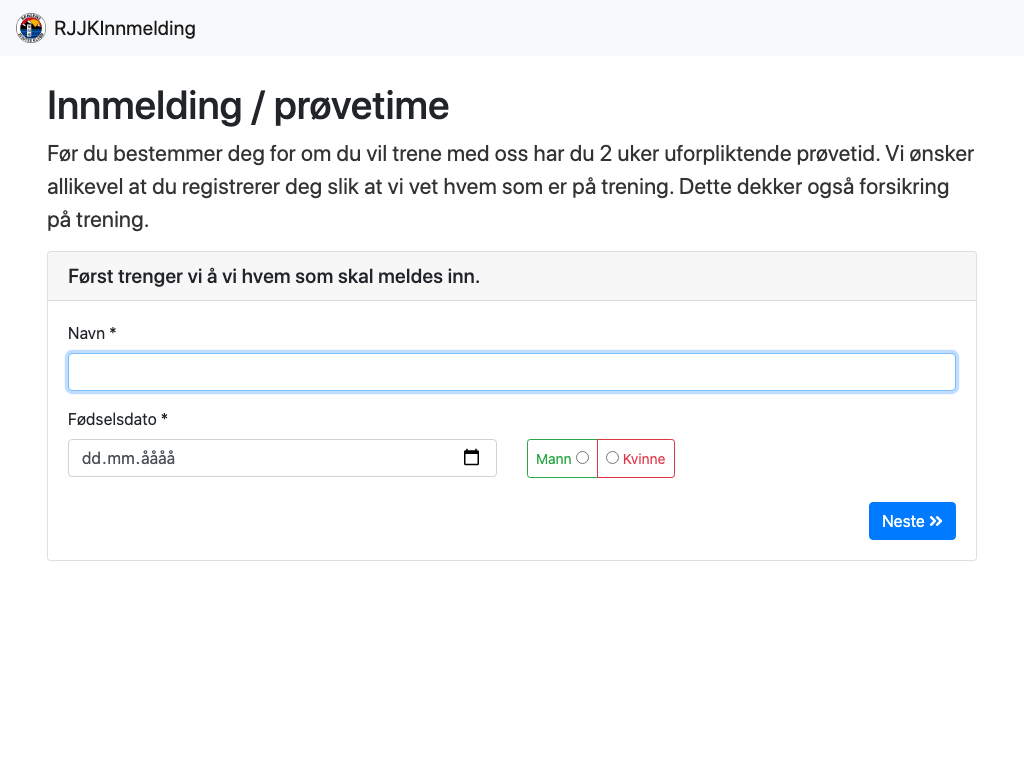 RJJKInnmelding
Innmelding / prøvetime
Før du bestemmer deg for om du vil trene med oss har du 2 uker uforpliktende prøvetid. Vi ønsker
allikevel at du registrerer deg slik at vi vet hvem som er på trening. Dette dekker også forsikring
på trening.
Først trenger vi å vi hvem som skal meldes inn.
Navn *
Fødselsdato *
dd.mm.åååå
Mann
Kvinne
Neste »